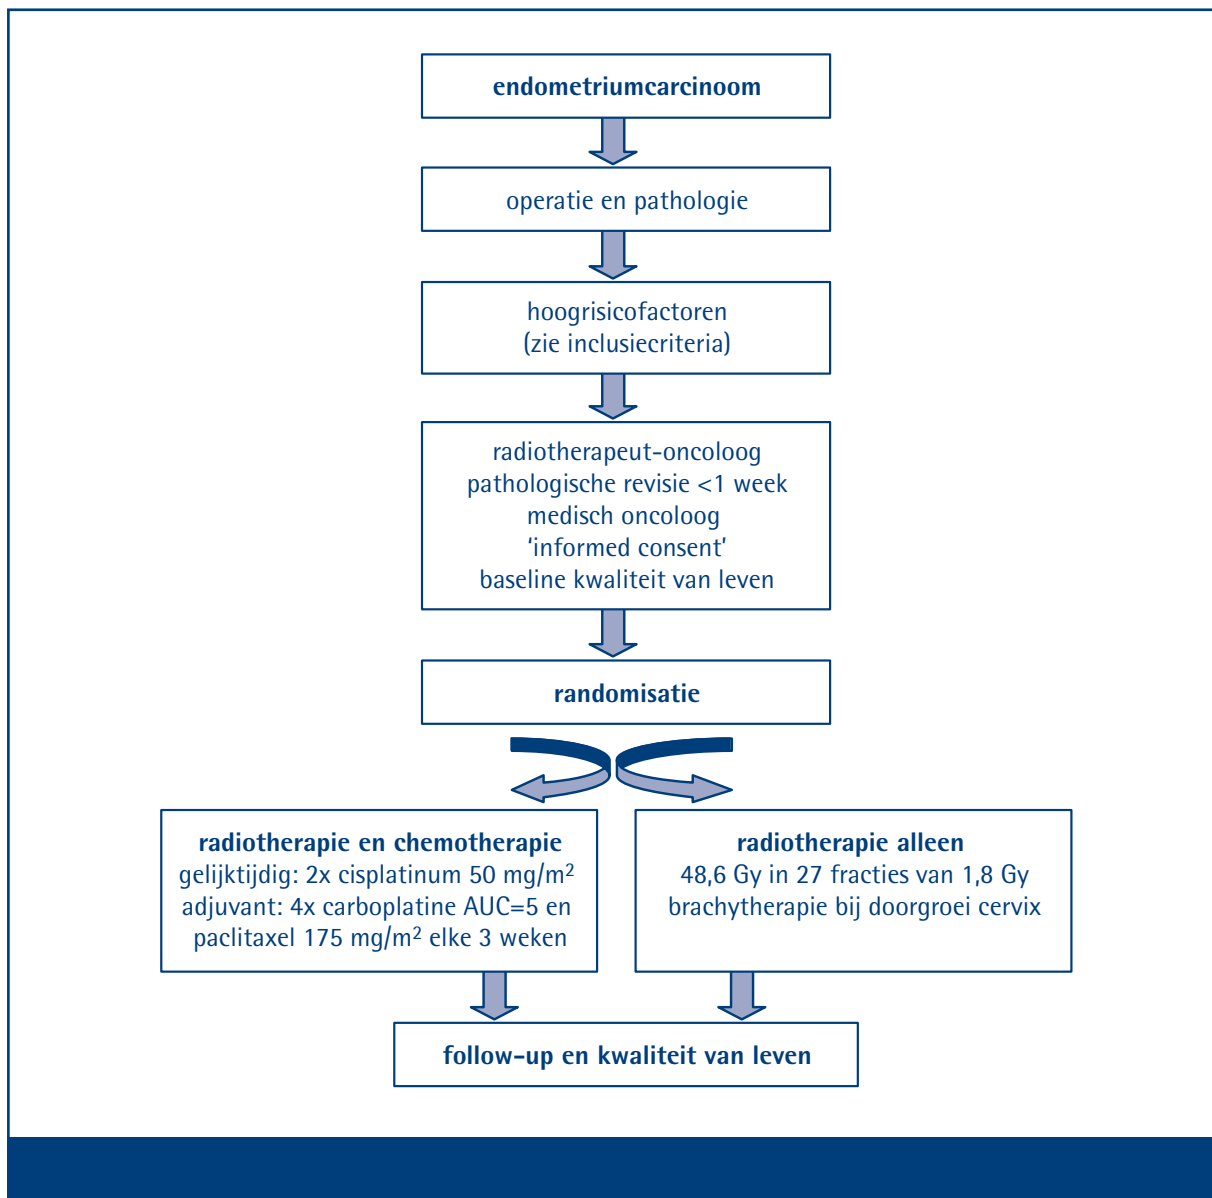 endometriumcarcinoom
operatie en pathologie
hoogrisicofactoren
(zie inclusiecriteria)
radiotherapeut-oncoloog
pathologische revisie <1 week
medisch oncoloog
‘informed consent’
baseline kwaliteit van leven
randomisatie
radiotherapie en chemotherapie
gelijktijdig: 2x cisplatinum 50 mg/m²
adjuvant: 4x carboplatine AUC=5 en
paclitaxel 175 mg/m² elke 3 weken
radiotherapie alleen
48,6 Gy in 27 fracties van 1,8 Gy
brachytherapie bij doorgroei cervix
follow-up en kwaliteit van leven